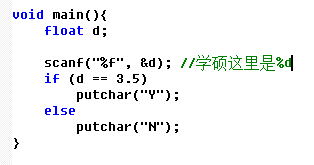 void main(){
    float d;

    scanf("%f", &d); //学硕这里是%d
    if (d == 3.5)
        putchar("Y");
    else
        putchar("N");
}